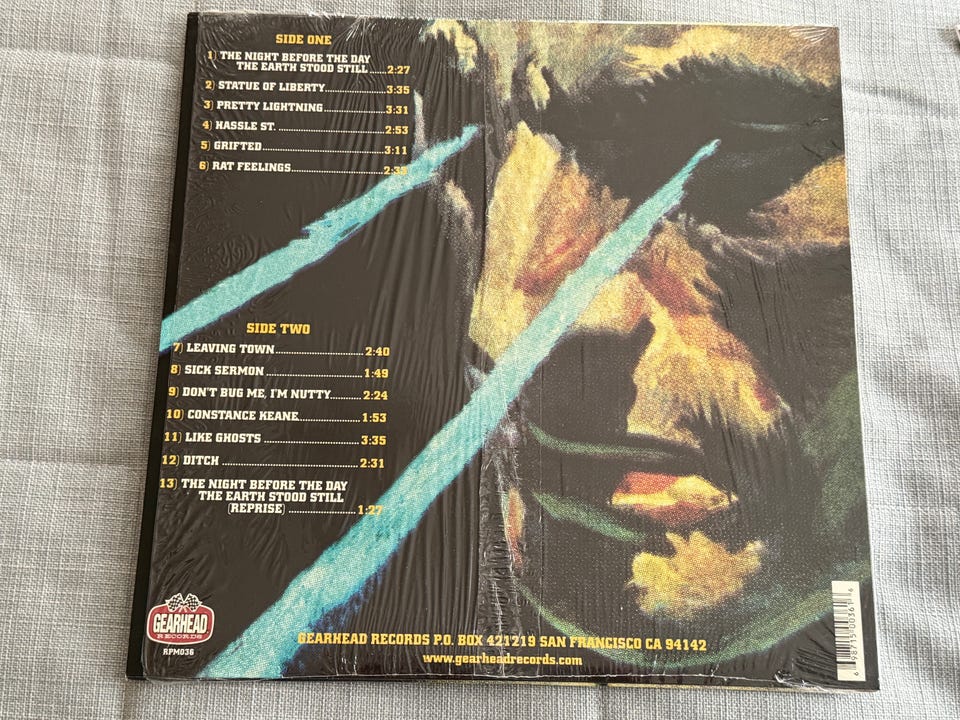 SIDE ONE
1) THE NIGHT BEFORE THE DAY
THE EARTH STOOD STILL ......2:27
2) STATUE OF LIBERTY....................3:35
3) PRETTY LIGHTNING........................3:31
4) HASSLE ST. ...............................2:53
5) GRIFTED......................................3:11
6) RAT FEELINGS.............................
SIDE TWO
7) LEAVING TOWN............................2:40
8) SICK SERMON ..............................1:49
9) DON'T BUG ME, I'M NUTTY..........2:24
10) CONSTANCE KEANE....................1:53
11) LIKE GHOSTS ..............................3:35
12) DITCH ..........................................2:31
13) THE NIGHT BEFORE THE DAY
THE EARTH STOOD STILL
(REPRISE) .....................1:27
GEARHEAD
RECORDS
RPM036
GEARHEAD RECORDS P.O. BOX 421219 SAN FRANCISCO CA 94142
www.gearheadrecords.com
6 98715 00361 6